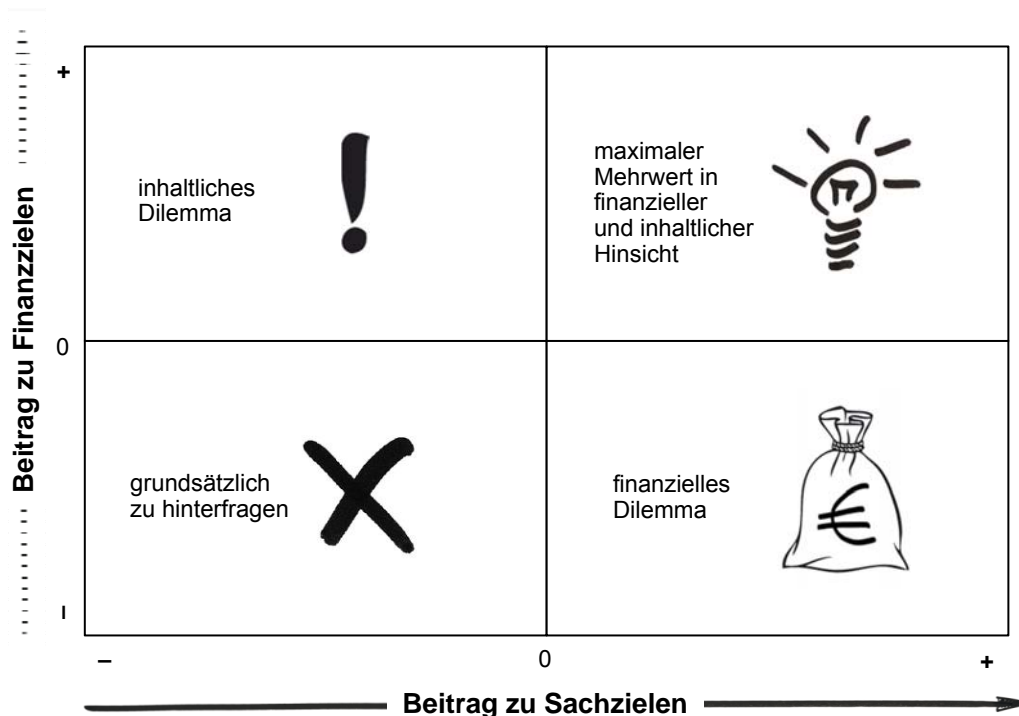 +
inhaltliches
Dilemma
maximaler
Mehrwert in
finanzieller
und inhaltlicher
Hinsicht
Beitrag zu Finanzzielen
0
grundsätzlich
zu hinterfragen
finanzielles
Dilemma
€
–
–
0
+
Beitrag zu Sachzielen